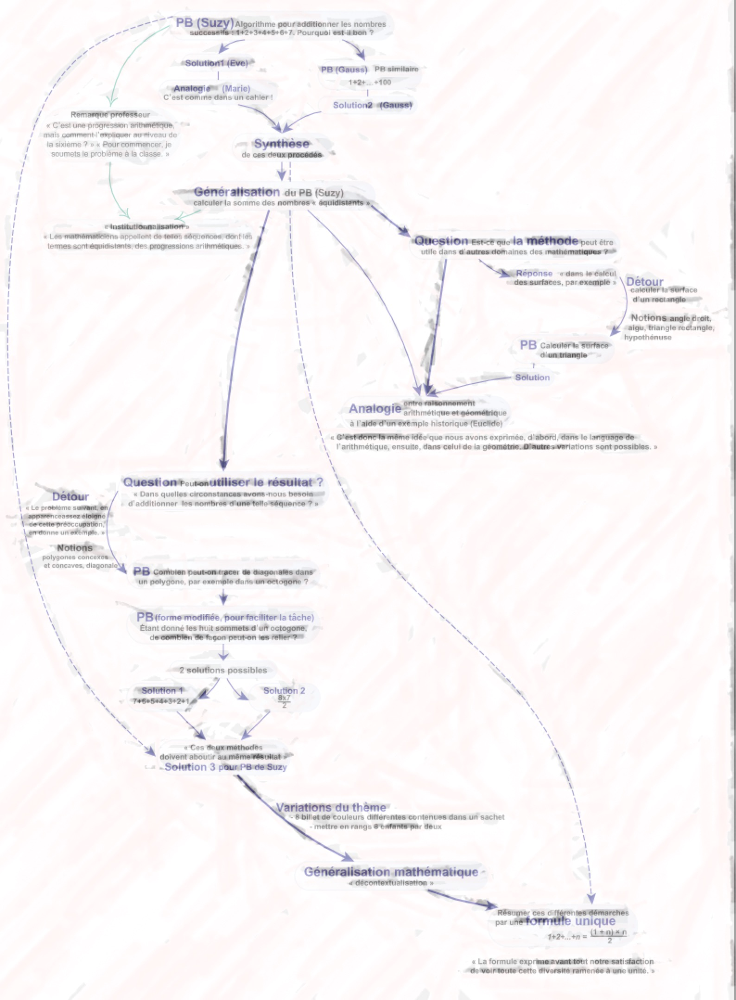 PB (Suzy) Algorithme pour additionner les nombres
successifs : 1+2+3+4+5+6+7. Pourquoi est-il bon ?
Solution1 (Eve)
Analogie (Marie)
C'est comme dans un cahier !
PB (Gauss) PB similaire
1+2+...+100
Solution2 (Gauss)
Remarque professeur
« C'est une progression arithmétique,
mais comment l'expliquer au niveau de
la sixième ? » « Pour commencer, je
soumets le problème à la classe. »
Synthèse
de ces deux procédés
Généralisation du PB (Suzy)
calculer la somme des nombres « équidistants »
« Institutionnalisation »
« Les mathématiciens appellent de telles séquences, dont les
termes sont équidistants, des progressions arithmétiques. »
Question Est-ce que la méthode peut être
utile dans d'autres domaines des mathématiques ?
Réponse « dans le calcul
des surfaces, par exemple »
Détour
calculer la surface
d'un rectangle
Notions angle droit,
aigu, triangle rectangle,
hypothénuse
PB Calculer la surface
d'un triangle
Solution
Analogie entre raisonnement
arithmétique et géométrique
à l'aide d'un exemple historique (Euclide)
« C'est donc la même idée que nous avons exprimée, d'abord, dans le language de
l'arithmétique, ensuite, dans celui de la géométrie. D'autres variations sont possibles. »
Question Peut-on utiliser le résultat ?
« Dans quelles circonstances avons-nous besoin
d'additionner les nombres d'une telle séquence ? »
Détour
« Le problème suivant, en
apparenceassez éloigné
de cette préoccupation,
en donne un exemple. »
Notions
polygones concexes
et concaves, diagonale
PB Combien peut-on tracer de diagonales dans
un polygone, par exemple dans un octogone ?
PB (forme modifiée, pour faciliter la tâche)
Étant donné les huit sommets d'un octogone,
de combien de façon peut-on les relier ?
2 solutions possibles
Solution 1
7+6+5+4+3+2+1
Solution 2
8x7
2
« Ces deux méthodes
doivent aboutir au même résultat »
Solution 3 pour PB de Suzy
Variations du thème
- 8 billet de couleurs différentes contenues dans un sachet
- mettre en rangs 8 enfants par deux
Généralisation mathématique
« décontextualisation »
Résumer ces différentes démarches
par une formule unique
1+2+...+n = (1 + n) × n
2
« La formule exprime avant tout notre satisfaction
de voir toute cette diversité ramenée à une unité. »